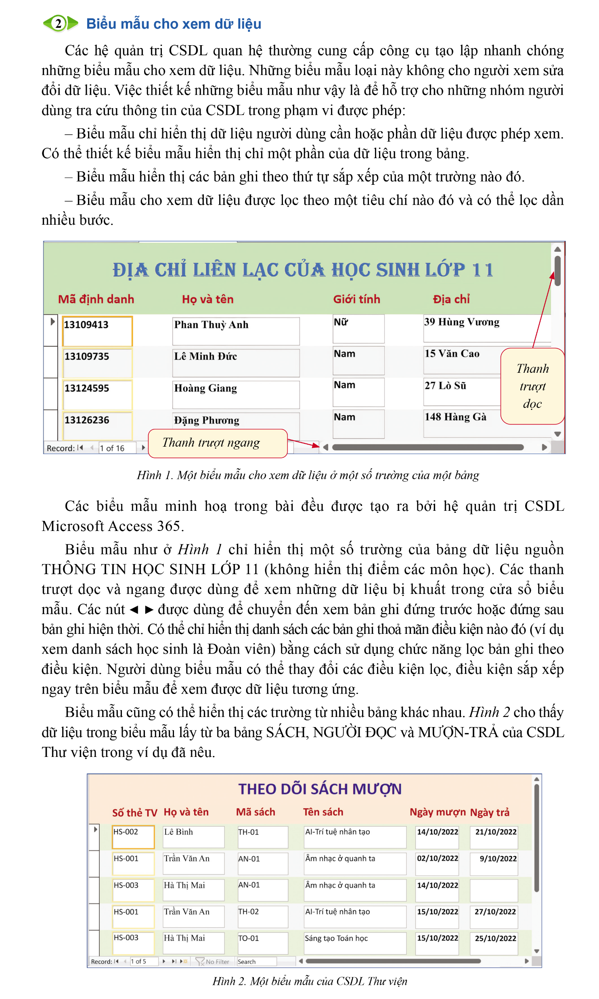 2 Biểu mẫu cho xem dữ liệu
Các hệ quản trị CSDL quan hệ thường cung cấp công cụ tạo lập nhanh chóng
những biểu mẫu cho xem dữ liệu. Những biểu mẫu loại này không cho người xem sửa
đổi dữ liệu. Việc thiết kế những biểu mẫu như vậy là để hỗ trợ cho những nhóm người
dùng tra cứu thông tin của CSDL trong phạm vi được phép:
– Biểu mẫu chỉ hiển thị dữ liệu người dùng cần hoặc phần dữ liệu được phép xem.
Có thể thiết kế biểu mẫu hiển thị chỉ một phần của dữ liệu trong bảng.
– Biểu mẫu hiển thị các bản ghi theo thứ tự sắp xếp của một trường nào đó.
– Biểu mẫu cho xem dữ liệu được lọc theo một tiêu chí nào đó và có thể lọc dần
nhiều bước.
ĐỊA CHỈ LIÊN LẠC CỦA HỌC SINH LỚP 11
Mã định danh Họ và tên Giới tính Địa chỉ
13109413 Phan Thuỳ Anh Nữ 39 Hùng Vương
13109735 Lê Minh Đức Nam 15 Văn Cao
13124595 Hoàng Giang Nam 27 Lò Sũ
13126236 Đặng Phương Nam 148 Hàng Gà
Thanh
trượt
dọc
Thanh trượt ngang
Record: 1 of 16
Hình 1. Một biểu mẫu cho xem dữ liệu ở một số trường của một bảng
Các biểu mẫu minh hoạ trong bài đều được tạo ra bởi hệ quản trị CSDL
Microsoft Access 365.
Biểu mẫu như ở Hình 1 chỉ hiển thị một số trường của bảng dữ liệu nguồn
THÔNG TIN HỌC SINH LỚP 11 (không hiển thị điểm các môn học). Các thanh
trượt dọc và ngang được dùng để xem những dữ liệu bị khuất trong cửa sổ biểu
mẫu. Các nút ◄ ► được dùng để chuyển đến xem bản ghi đứng trước hoặc đứng sau
bản ghi hiện thời. Có thể chỉ hiển thị danh sách các bản ghi thoả mãn điều kiện nào đó (ví dụ
xem danh sách học sinh là Đoàn viên) bằng cách sử dụng chức năng lọc bản ghi theo
điều kiện. Người dùng biểu mẫu có thể thay đổi các điều kiện lọc, điều kiện sắp xếp
ngay trên biểu mẫu để xem được dữ liệu tương ứng.
Biểu mẫu cũng có thể hiển thị các trường từ nhiều bảng khác nhau. Hình 2 cho thấy
dữ liệu trong biểu mẫu lấy từ ba bảng SÁCH, NGƯỜI ĐỌC và MƯỢN-TRẢ của CSDL
Thư viện trong ví dụ đã nêu.
THEO DÕI SÁCH MƯỢN
Số thẻ TV Họ và tên Mã sách Tên sách Ngày mượn Ngày trả
HS-002 Lê Bình TH-01 AI-Trí tuệ nhân tạo 14/10/2022 21/10/2022
HS-001 Trần Văn An AN-01 Âm nhạc ở quanh ta 02/10/2022 9/10/2022
HS-003 Hà Thị Mai AN-01 Âm nhạc ở quanh ta 14/10/2022
HS-001 Trần Văn An TH-02 AI-Trí tuệ nhân tạo 15/10/2022 27/10/2022
HS-003 Hà Thị Mai TO-01 Sáng tạo Toán học 15/10/2022 25/10/2022
Record: 1 of 5 No Filter Search
Hình 2. Một biểu mẫu của CSDL Thư viện